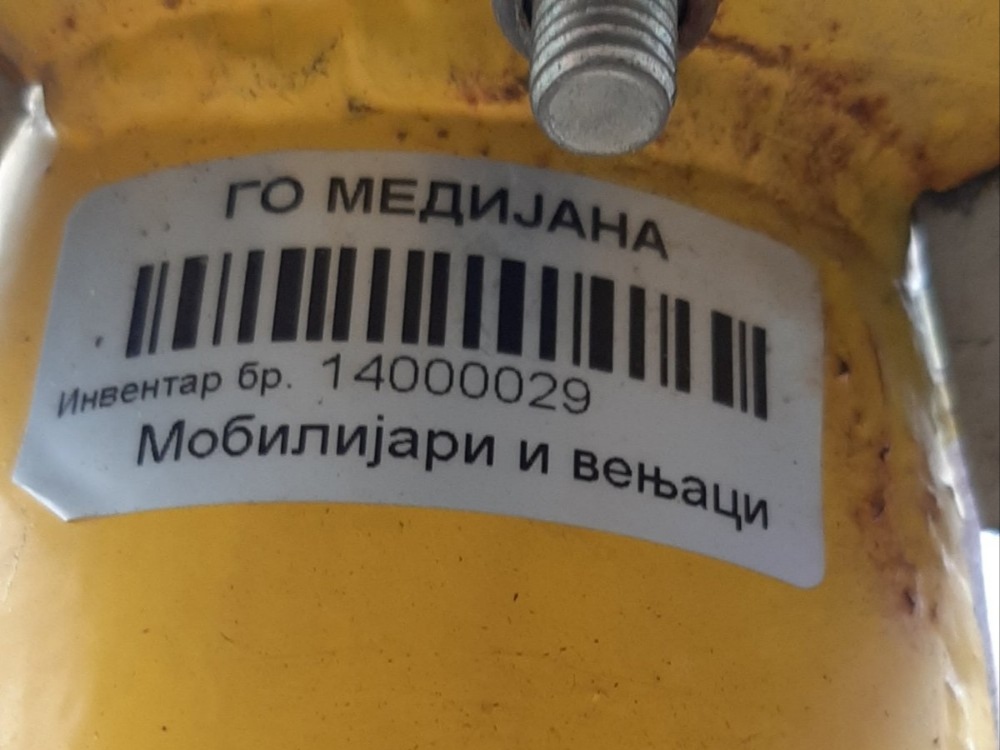 ГО МЕДИЈАНА
Инвентар бр. 14000029
Мобилијари и вењаци